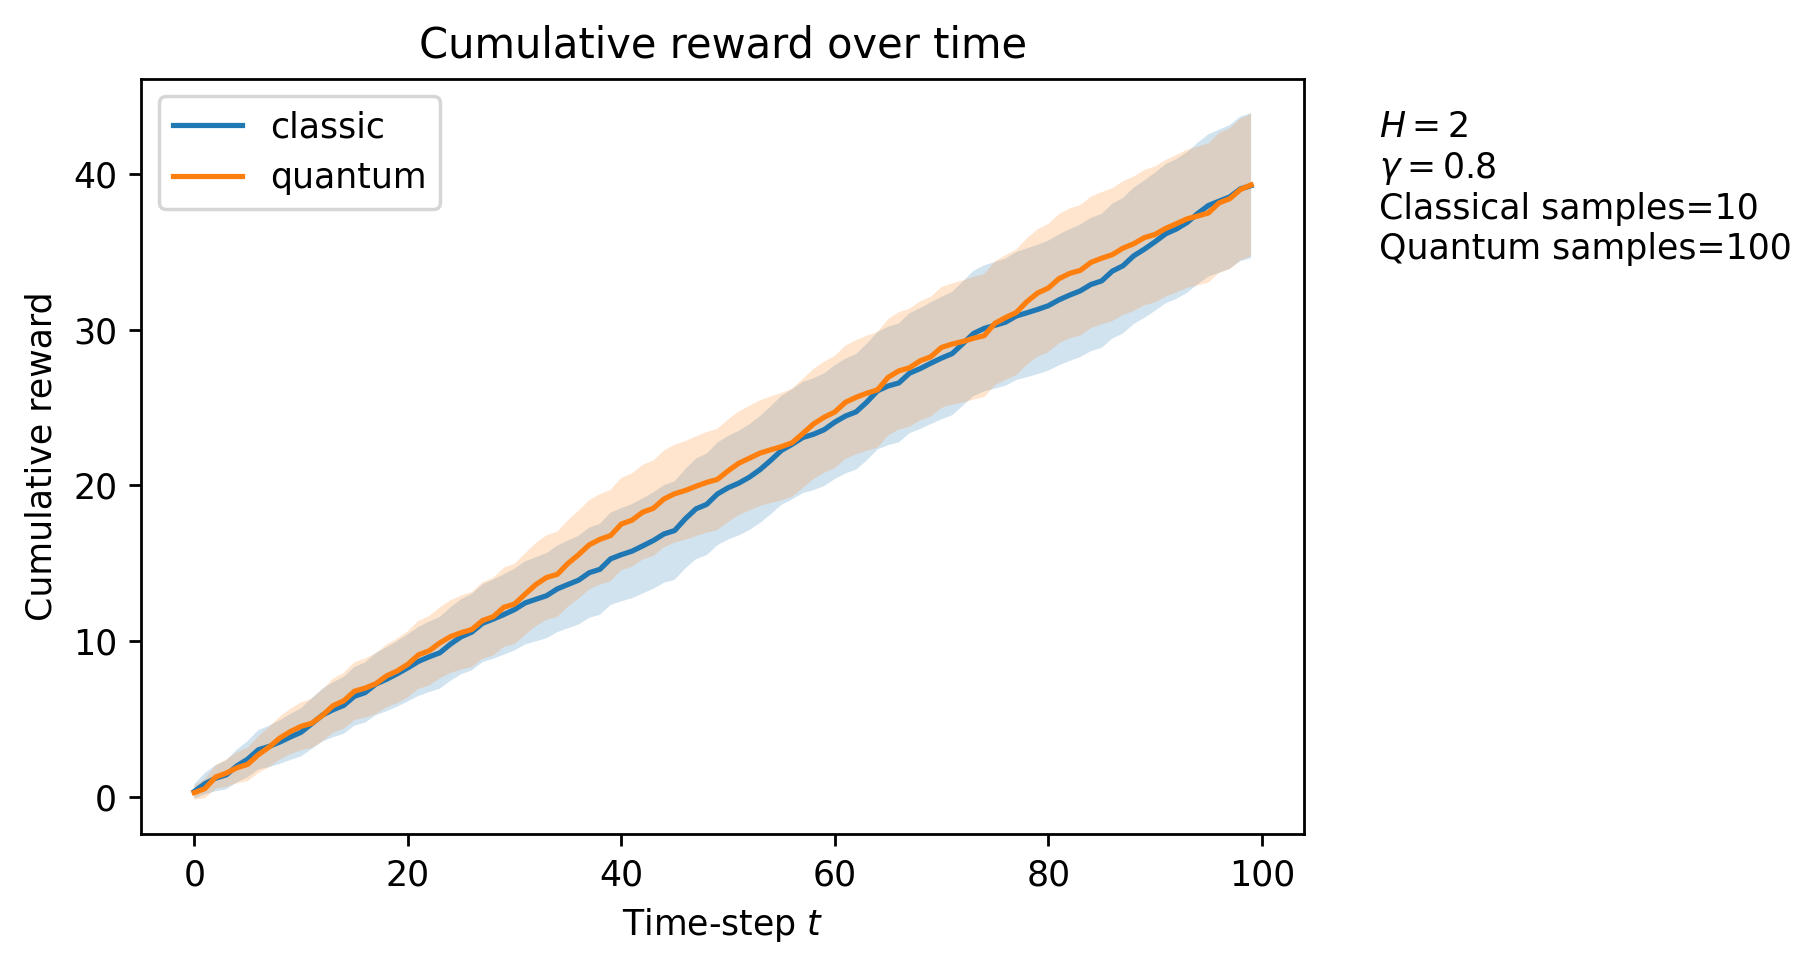 Cumulative reward over time
classic
quantum
H = 2
γ = 0.8
Classical samples=10
Quantum samples=100
Cumulative reward
40
30
20
10
0
0 20 40 60 80 100
Time-step t